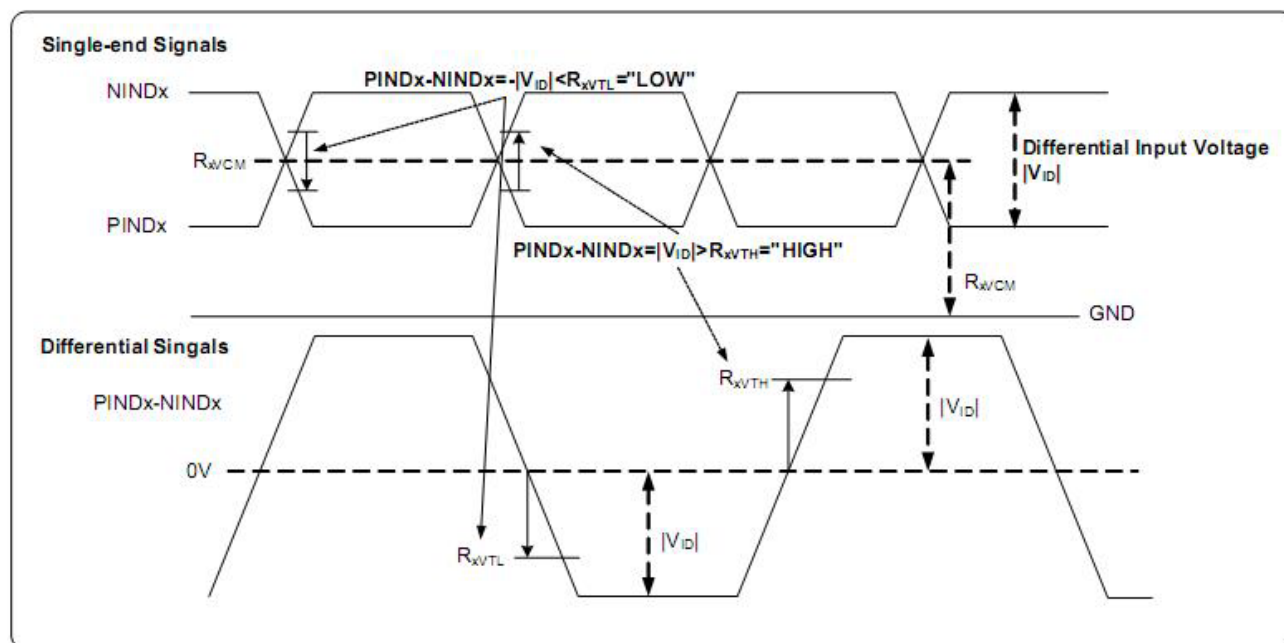 Single-end Signals
PINDx-NINDx=-|VID|<RxVTL="LOW"
NINDx
RxVCM
Differential Input Voltage
|VID|
PINDx
PINDx-NINDx=|VID|>RxVTH="HIGH"
RxVCM
GND
Differential Singals
RxVTH
PINDx-NINDx
|VID|
0V
|VID|
RxVTL